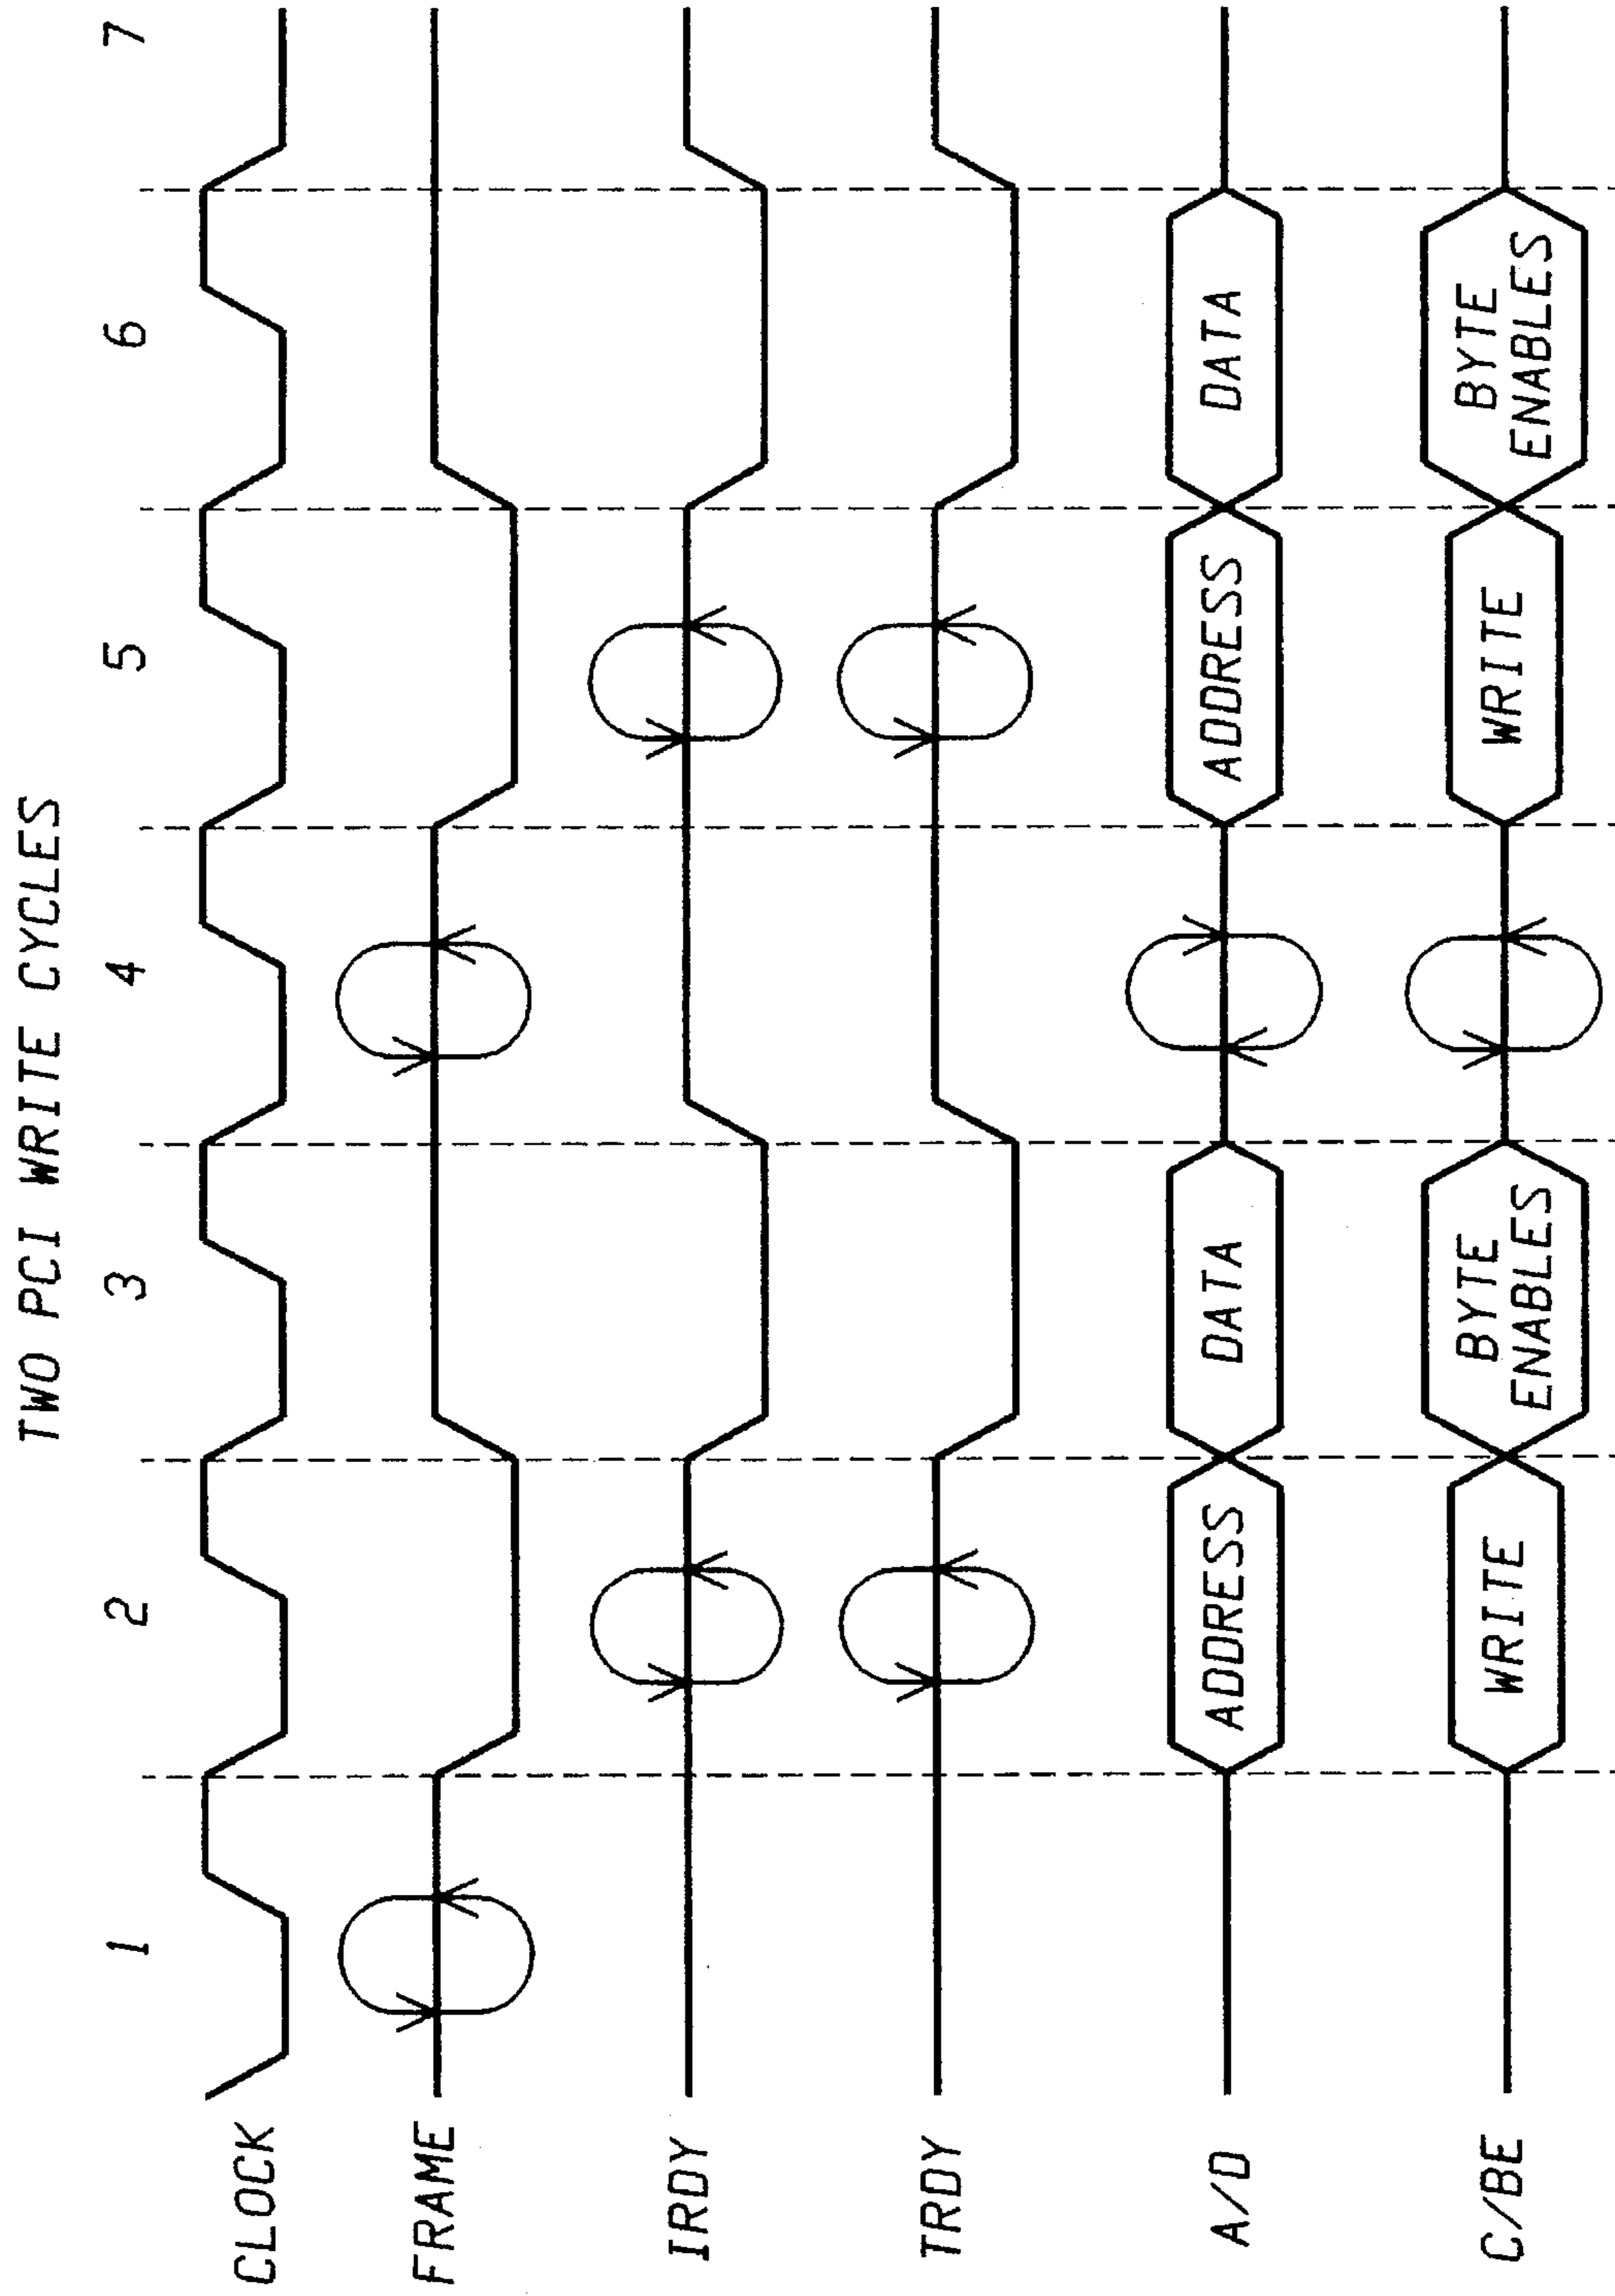 TWO PCI WRITE CYCLES
1 2 3 4 5 6 7
CLOCK
FRAME
IRDY
TRDY
A/D ADDRESS DATA ADDRESS DATA
C/BE WRITE BYTE ENABLES WRITE BYTE ENABLES